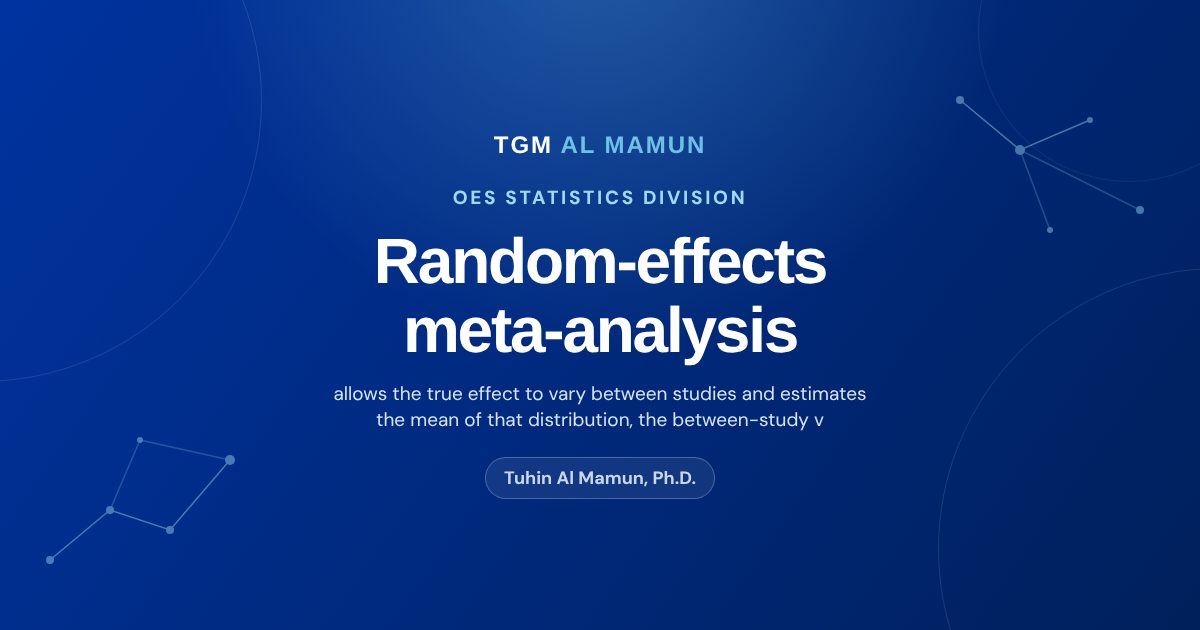 TGM AL MAMUN
OES STATISTICS DIVISION
Random-effects
meta-analysis
allows the true effect to vary between studies and estimates
the mean of that distribution, the between-study v
Tuhin Al Mamun, Ph.D.